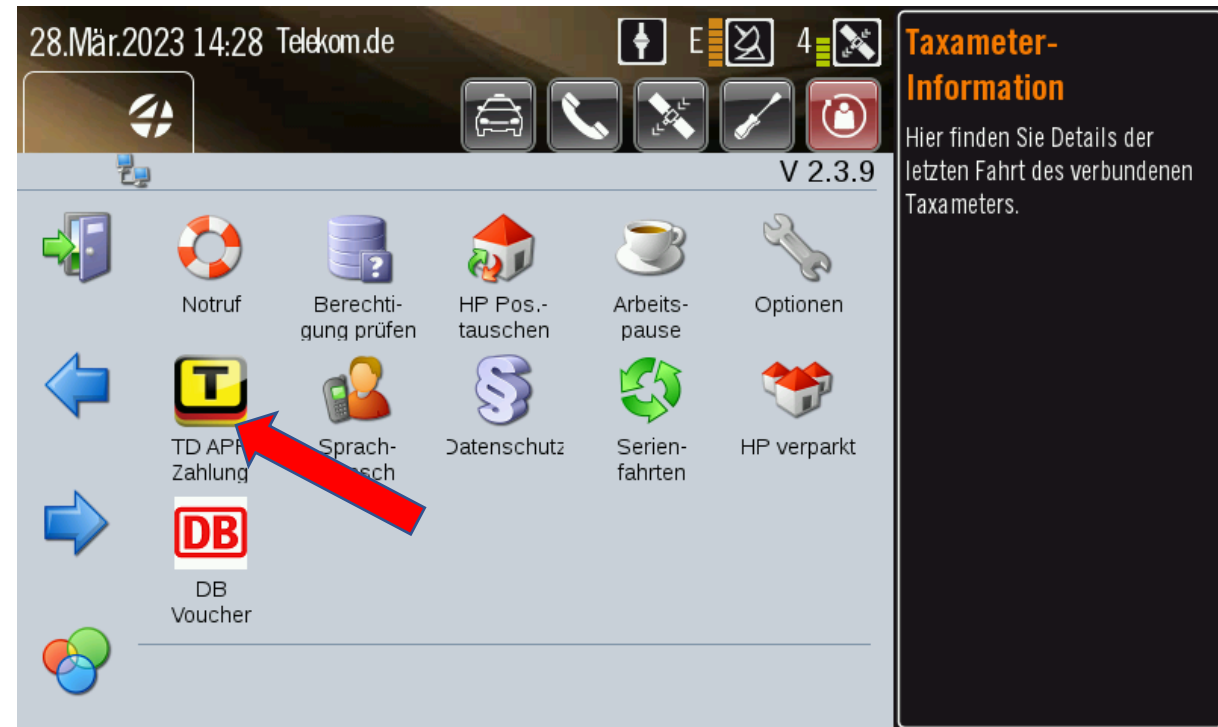 28.Mär.2023 14:28 Telekom.de E 4
V 2.3.9
Notruf
Berechti-
gung prüfen
HP Pos.-
tauschen
Arbeits-
pause
Optionen
T
TD APP
Zahlung
Sprach-
Datenschutz
Serien-
fahrten
HP verparkt
DB
DB
Voucher
Taxameter-
Information
Hier finden Sie Details der
letzten Fahrt des verbundenen
Taxameters.